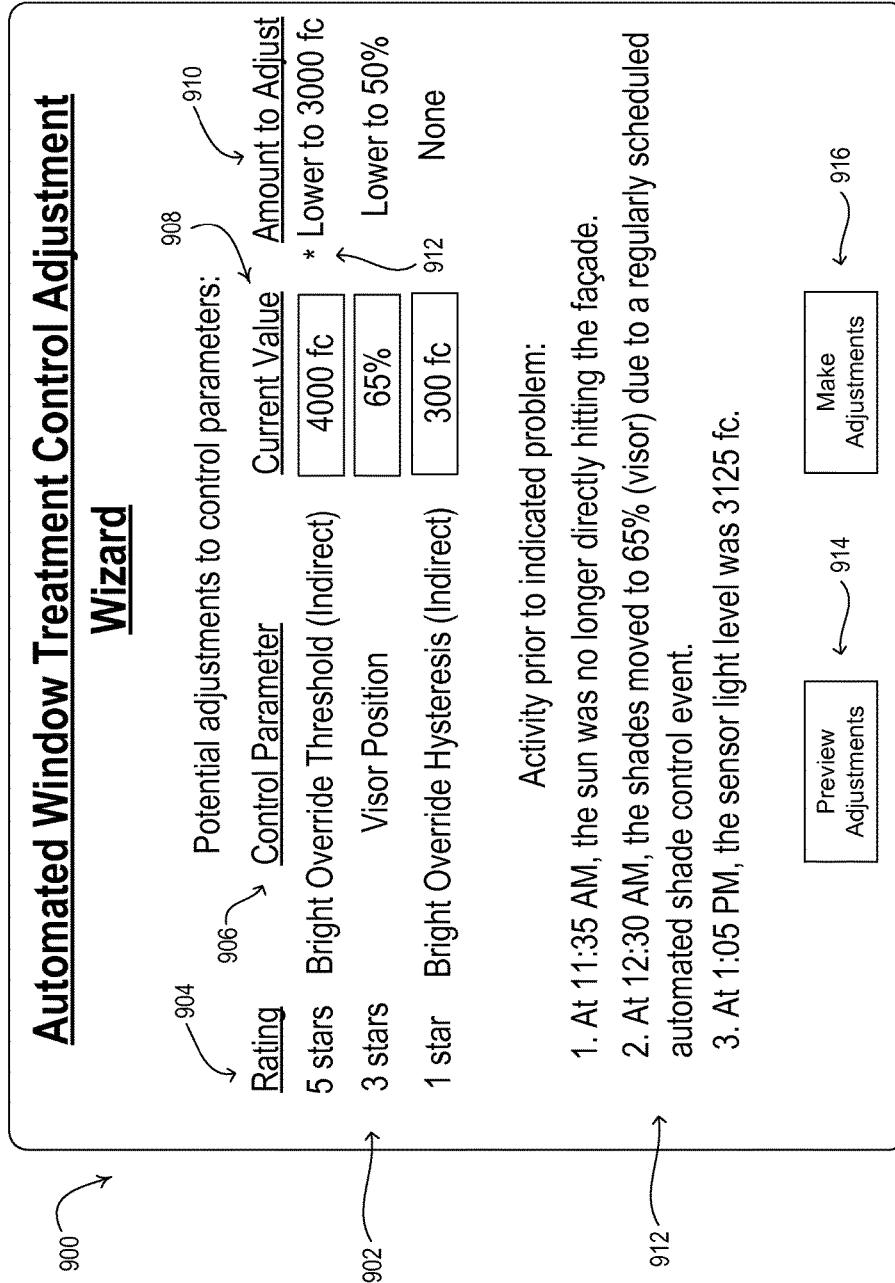 900
Automated Window Treatment Control Adjustment
Wizard
Potential adjustments to control parameters:
904
906
908
910
Rating Control Parameter Current Value Amount to Adjust
5 stars Bright Override Threshold (Indirect) 4000 fc * Lower to 3000 fc
3 stars Visor Position 65% Lower to 50%
1 star Bright Override Hysteresis (Indirect) 300 fc None
902
912
Activity prior to indicated problem:
1. At 11:35 AM, the sun was no longer directly hitting the façade.
2. At 12:30 AM, the shades moved to 65% (visor) due to a regularly scheduled
automated shade control event.
3. At 1:05 PM, the sensor light level was 3125 fc.
912
914
916
Preview
Adjustments
Make
Adjustments